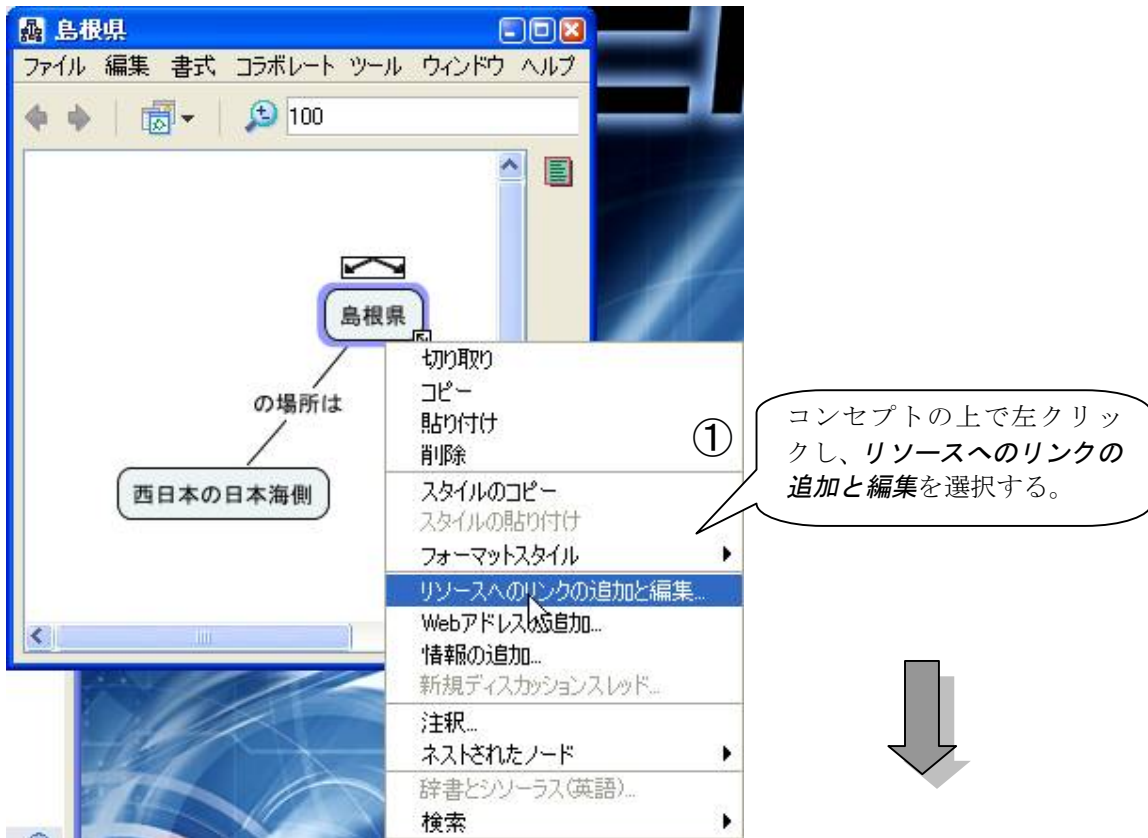 島根県
ファイル 編集 書式 コラボレート ツール ウィンドウ ヘルプ
100
島根県
の場所は
西日本の日本海側
切り取り
コピー
貼り付け
削除
スタイルのコピー
スタイルの貼り付け
フォーマットスタイル
リソースへのリンクの追加と編集...
Webアドレスの追加...
情報の追加...
新規ディスカッションスレッド...
注釈...
ネストされたノード
辞書とシソーラス(英語)...
検索
①
コンセプトの上で左クリッ
クし、リソースへのリンクの
追加と編集を選択する。